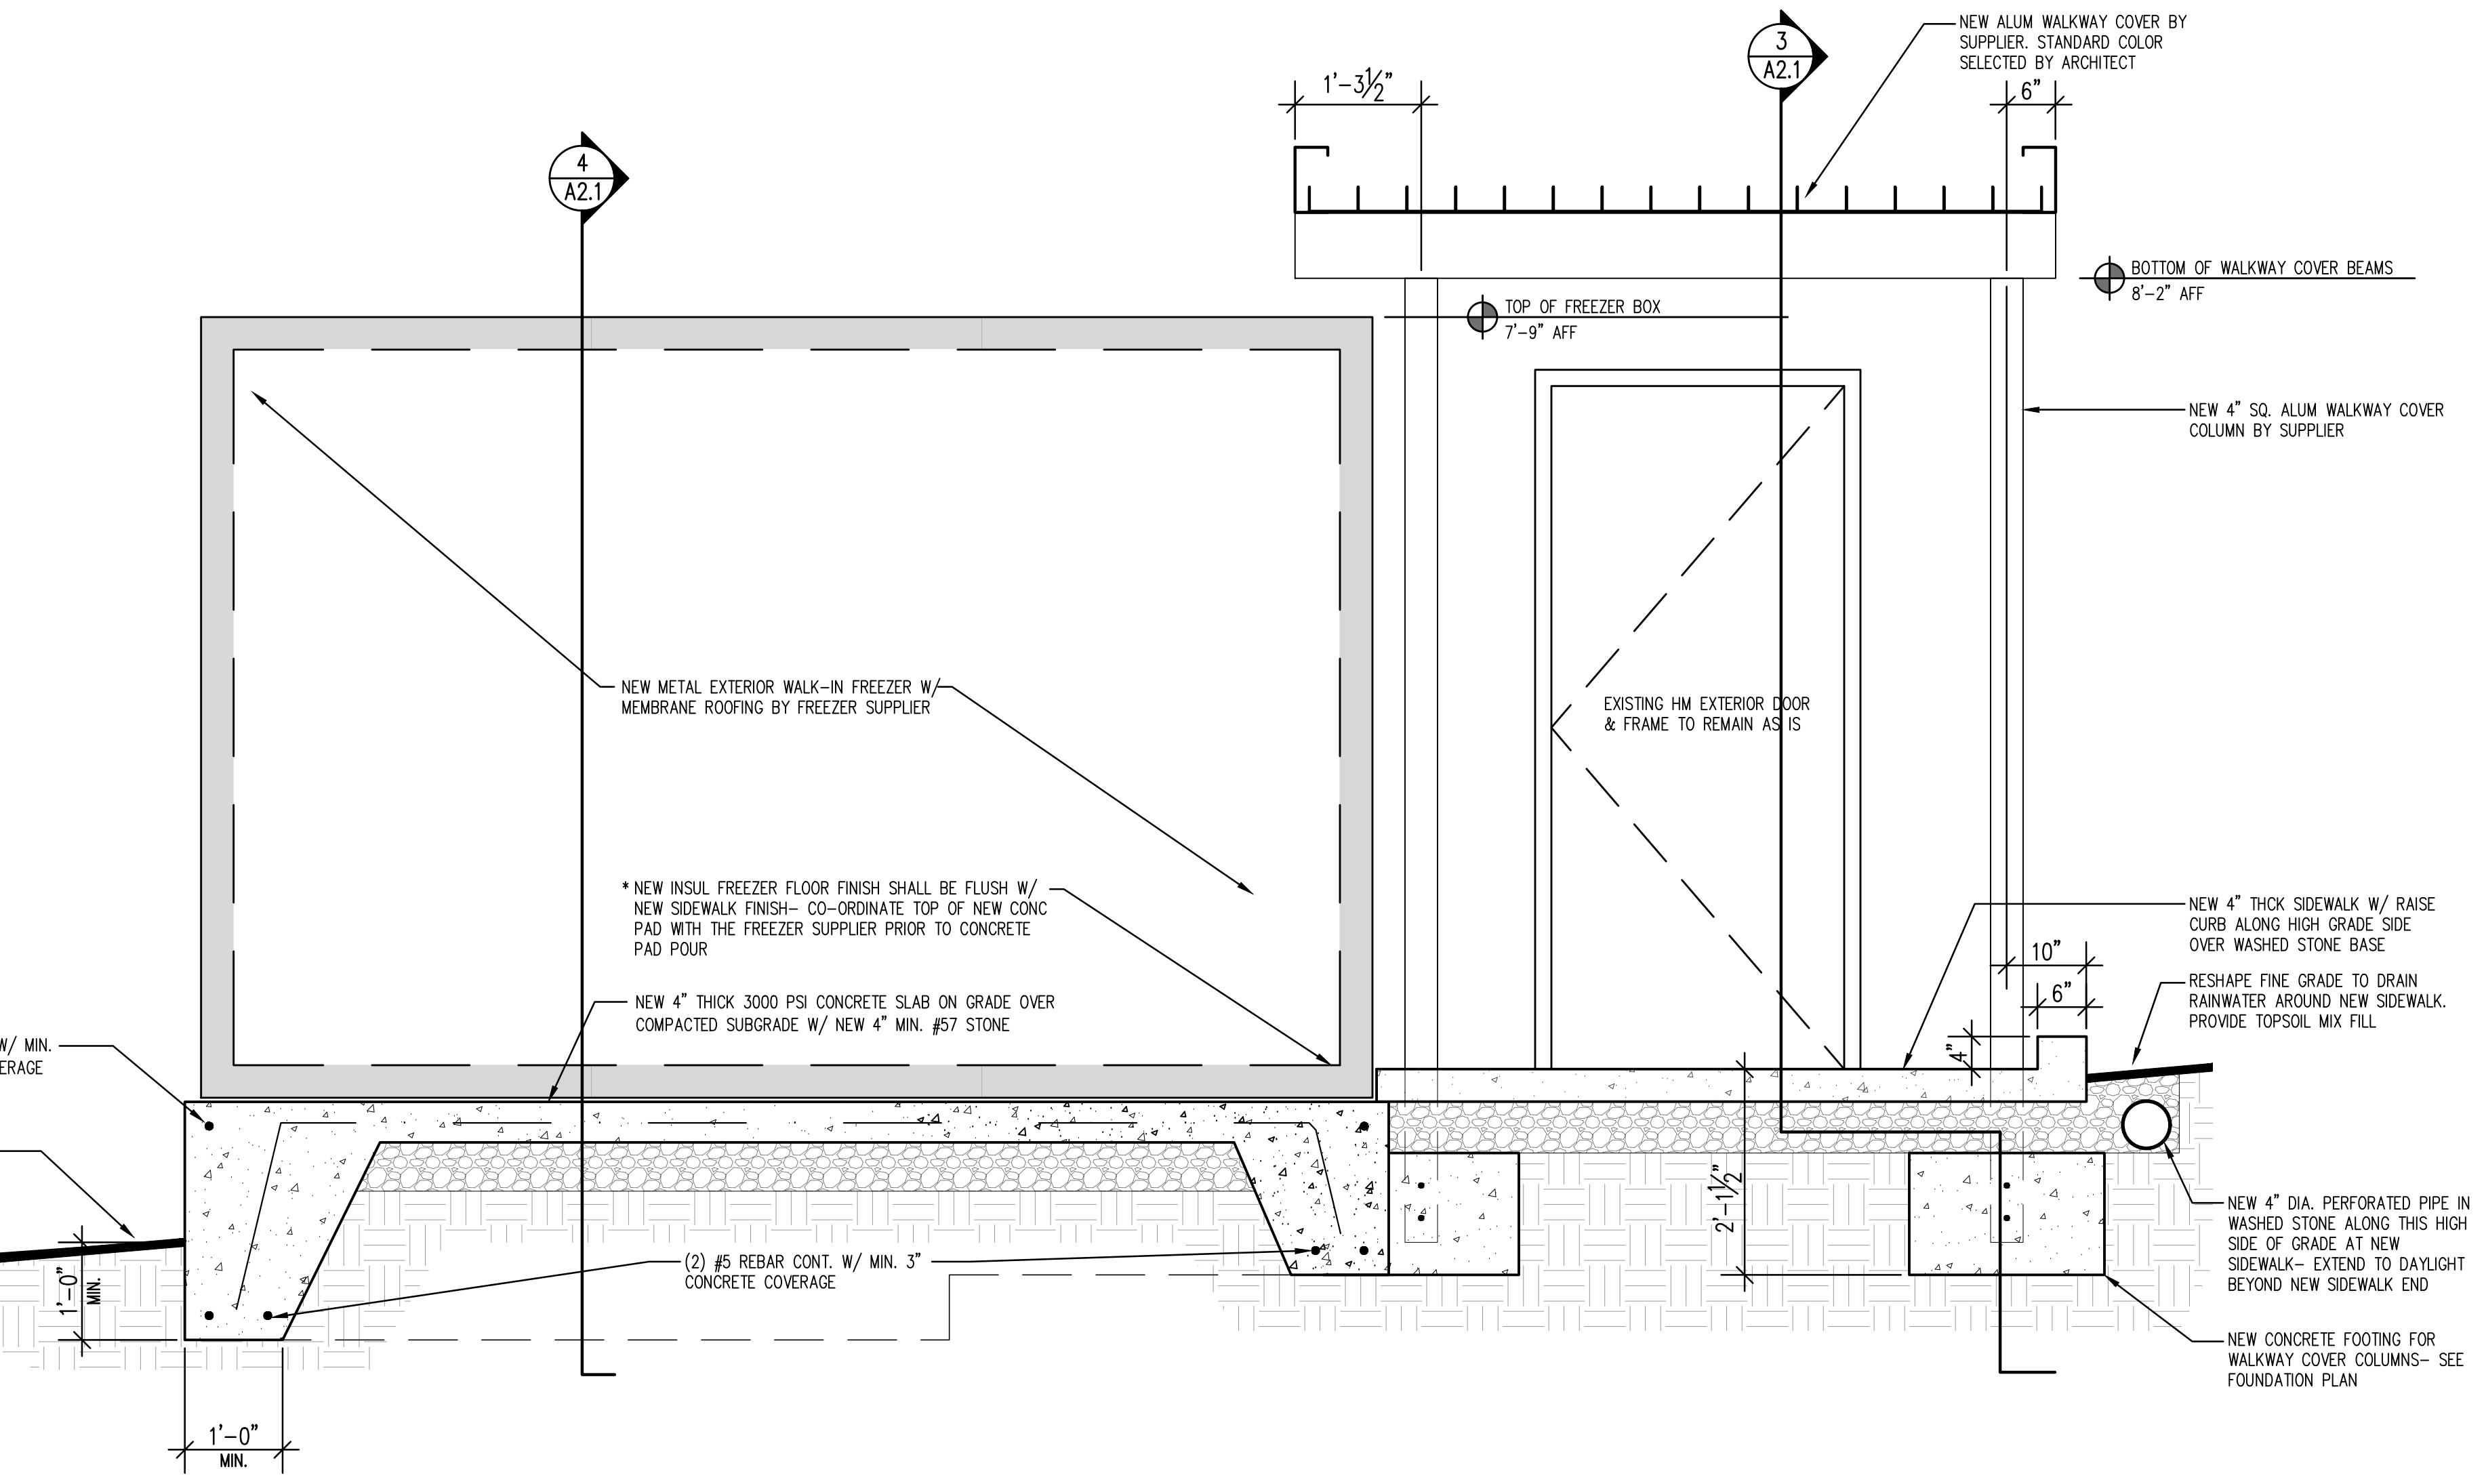 NEW ALUM WALKWAY COVER BY
SUPPLIER. STANDARD COLOR
SELECTED BY ARCHITECT
3
A2.1
1'-3½"
6"
4
A2.1
BOTTOM OF WALKWAY COVER BEAMS
8'-2" AFF
TOP OF FREEZER BOX
7'-9" AFF
NEW 4" SQ. ALUM WALKWAY COVER
COLUMN BY SUPPLIER
NEW METAL EXTERIOR WALK-IN FREEZER W/
MEMBRANE ROOFING BY FREEZER SUPPLIER
EXISTING HM EXTERIOR DOOR
& FRAME TO REMAIN AS IS
* NEW INSUL FREEZER FLOOR FINISH SHALL BE FLUSH W/
NEW SIDEWALK FINISH- CO-ORDINATE TOP OF NEW CONC
PAD WITH THE FREEZER SUPPLIER PRIOR TO CONCRETE
PAD POUR
NEW 4" THCK SIDEWALK W/ RAISE
CURB ALONG HIGH GRADE SIDE
OVER WASHED STONE BASE
10"
6"
4"
RESHAPE FINE GRADE TO DRAIN
RAINWATER AROUND NEW SIDEWALK.
PROVIDE TOPSOIL MIX FILL
NEW 4" THICK 3000 PSI CONCRETE SLAB ON GRADE OVER
COMPACTED SUBGRADE W/ NEW 4" MIN. #57 STONE
W/ MIN.
ERAGE
2'-1½"
NEW 4" DIA. PERFORATED PIPE IN
WASHED STONE ALONG THIS HIGH
SIDE OF GRADE AT NEW
SIDEWALK- EXTEND TO DAYLIGHT
BEYOND NEW SIDEWALK END
(2) #5 REBAR CONT. W/ MIN. 3"
CONCRETE COVERAGE
1'-0"
MIN.
NEW CONCRETE FOOTING FOR
WALKWAY COVER COLUMNS- SEE
FOUNDATION PLAN
1'-0"
MIN.